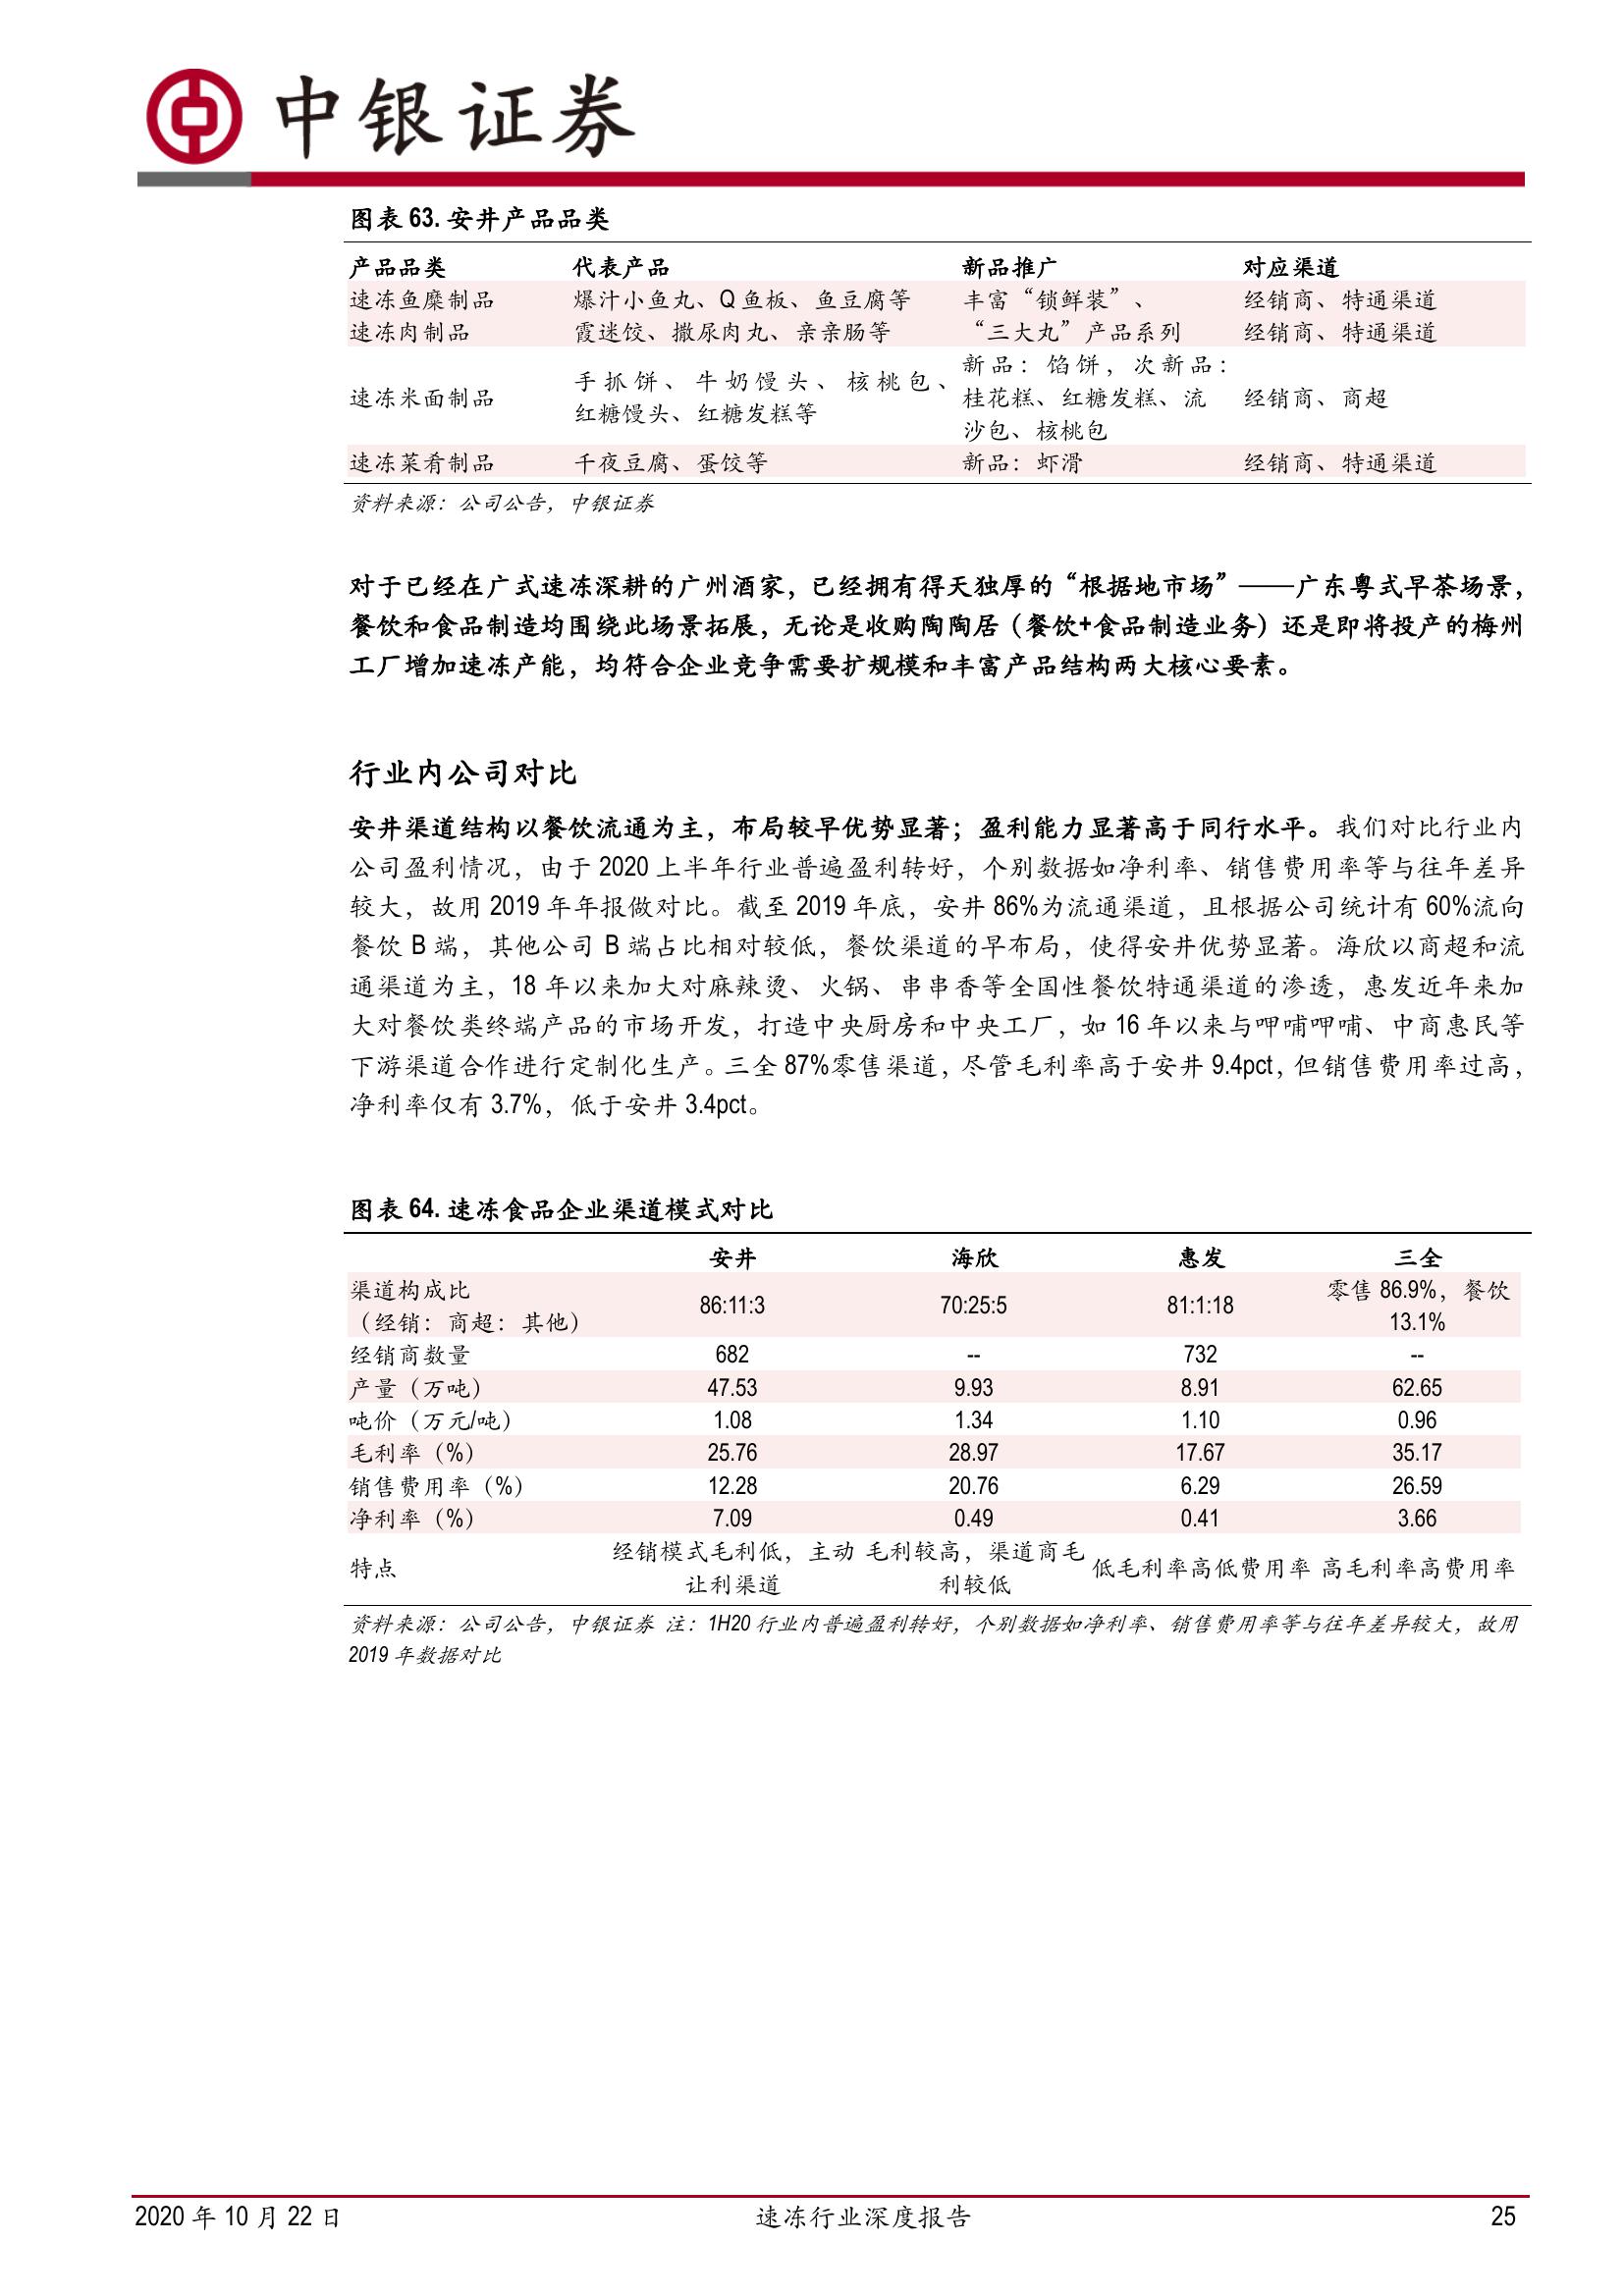 中银证券
图表 63. 安井产品品类
产品品类 代表产品 新品推广 对应渠道
速冻鱼糜制品 爆汁小鱼丸、Q 鱼板、鱼豆腐等 丰富“锁鲜装”、 经销商、特通渠道
速冻肉制品 霞迷饺、撒尿肉丸、亲亲肠等 “三大丸”产品系列 经销商、特通渠道
速冻米面制品 手抓饼、牛奶馒头、核桃包、 新品：馅饼，次新品： 经销商、商超
红糖馒头、红糖发糕等 桂花糕、红糖发糕、流
沙包、核桃包
速冻菜肴制品 千夜豆腐、蛋饺等 新品：虾滑 经销商、特通渠道
资料来源：公司公告，中银证券
对于已经在广式速冻深耕的广州酒家，已经拥有得天独厚的“根据地市场”——广东粤式早茶场景，
餐饮和食品制造均围绕此场景拓展，无论是收购陶陶居（餐饮+食品制造业务）还是即将投产的梅州
工厂增加速冻产能，均符合企业竞争需要扩规模和丰富产品结构两大核心要素。
行业内公司对比
安井渠道结构以餐饮流通为主，布局较早优势显著；盈利能力显著高于同行水平。我们对比行业内
公司盈利情况，由于 2020 上半年行业普遍盈利转好，个别数据如净利率、销售费用率等与往年差异
较大，故用 2019 年年报做对比。截至 2019 年底，安井 86%为流通渠道，且根据公司统计有 60%流向
餐饮 B 端，其他公司 B 端占比相对较低，餐饮渠道的早布局，使得安井优势显著。海欣以商超和流
通渠道为主，18 年以来加大对麻辣烫、火锅、串串香等全国性餐饮特通渠道的渗透，惠发近年来加
大对餐饮类终端产品的市场开发，打造中央厨房和中央工厂，如 16 年以来与呷哺呷哺、中商惠民等
下游渠道合作进行定制化生产。三全 87%零售渠道，尽管毛利率高于安井 9.4pct，但销售费用率过高，
净利率仅有 3.7%，低于安井 3.4pct。
图表 64. 速冻食品企业渠道模式对比
安井 海欣 惠发 三全
渠道构成比
（经销：商超：其他） 86:11:3 70:25:5 81:1:18 零售 86.9%，餐饮
13.1%
经销商数量 682 -- 732 --
产量（万吨） 47.53 9.93 8.91 62.65
吨价（万元/吨） 1.08 1.34 1.10 0.96
毛利率（%） 25.76 28.97 17.67 35.17
销售费用率（%） 12.28 20.76 6.29 26.59
净利率（%） 7.09 0.49 0.41 3.66
特点 经销模式毛利低，主动 毛利较高，渠道商毛 低毛利率高低费用率 高毛利率高费用率
让利渠道 利较低
资料来源：公司公告，中银证券 注：1H20 行业内普遍盈利转好，个别数据如净利率、销售费用率等与往年差异较大，故用
2019 年数据对比
2020 年 10 月 22 日 速冻行业深度报告 25